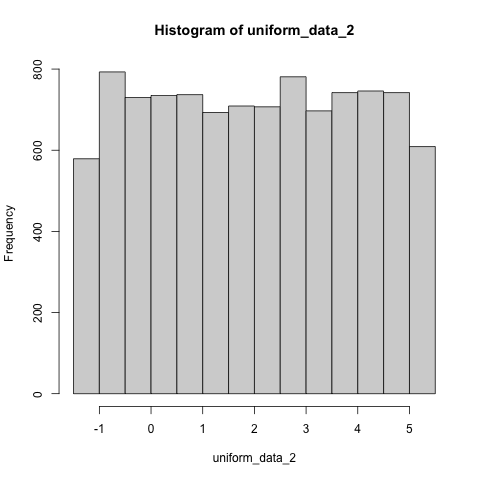 Histogram of uniform_data_2
Frequency
800
600
400
200
0
-1 0 1 2 3 4 5
uniform_data_2